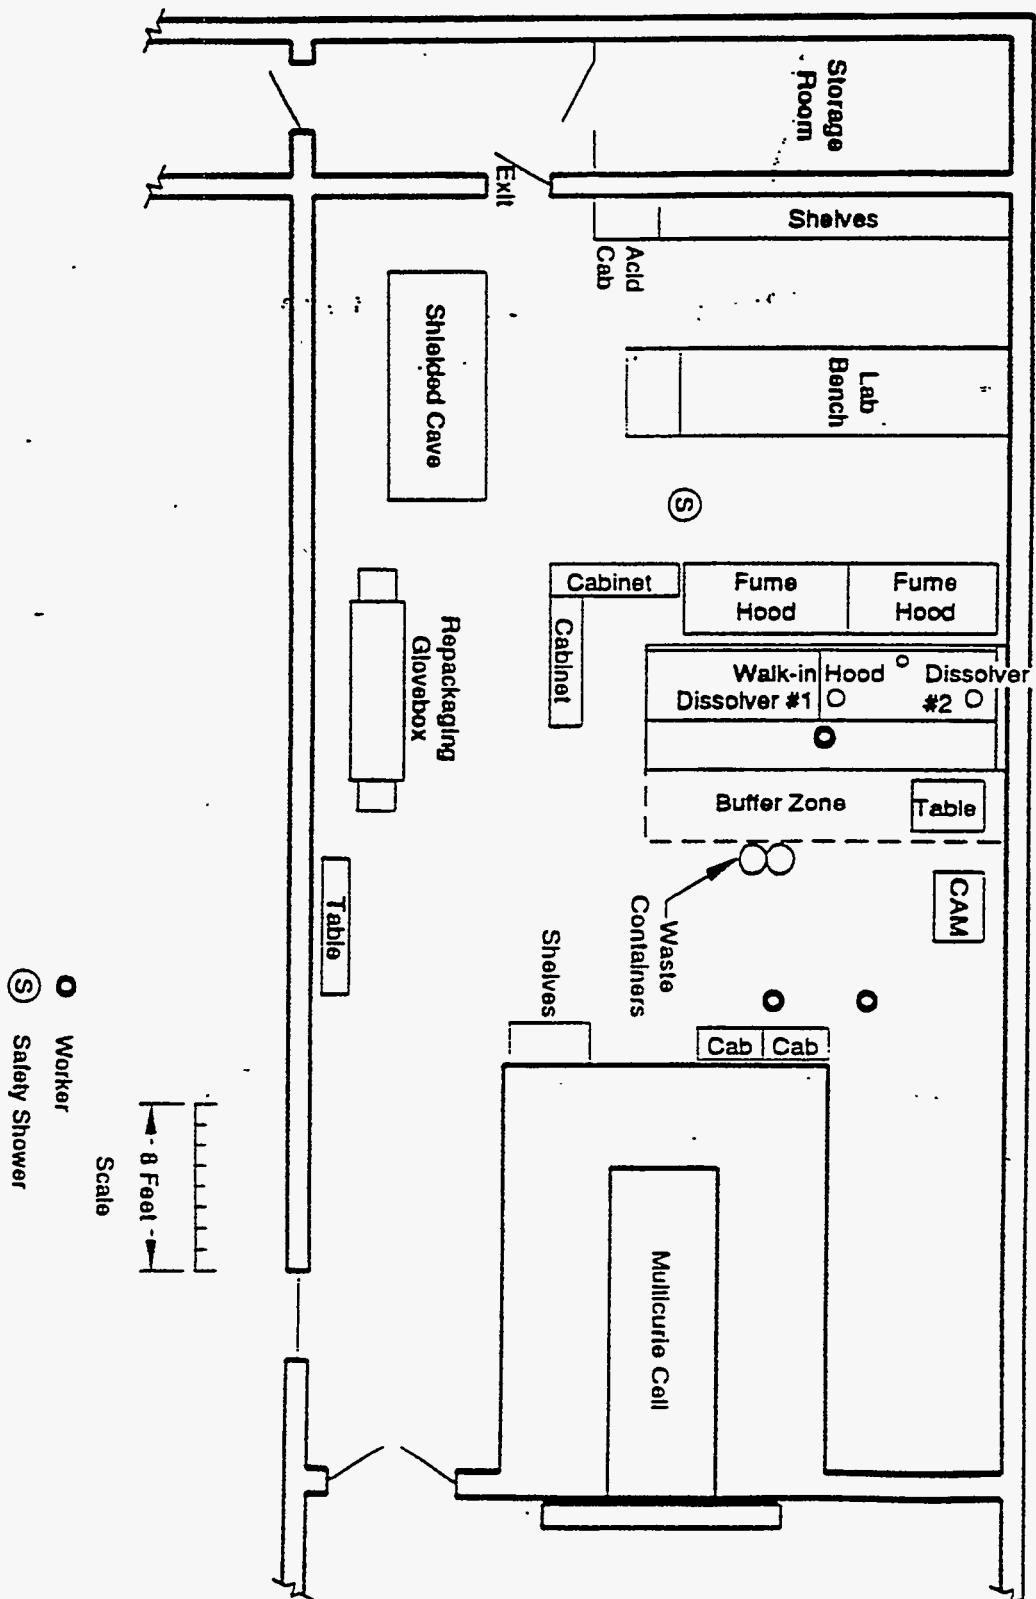 Storage
Room
Exit
Shelves
Acid
Cab
Shielded Cave
Lab
Bench
S
Cabinet
Fume
Hood
Fume
Hood
Cabinet
Repackaging
Glovebox
Walk-in Hood
Dissolver #1
Dissolver
#2
Buffer Zone
Table
Waste
Containers
CAM
Table
Shelves
Cab
Cab
Multicurie Cell
Worker
S Safety Shower
8 Feet
Scale